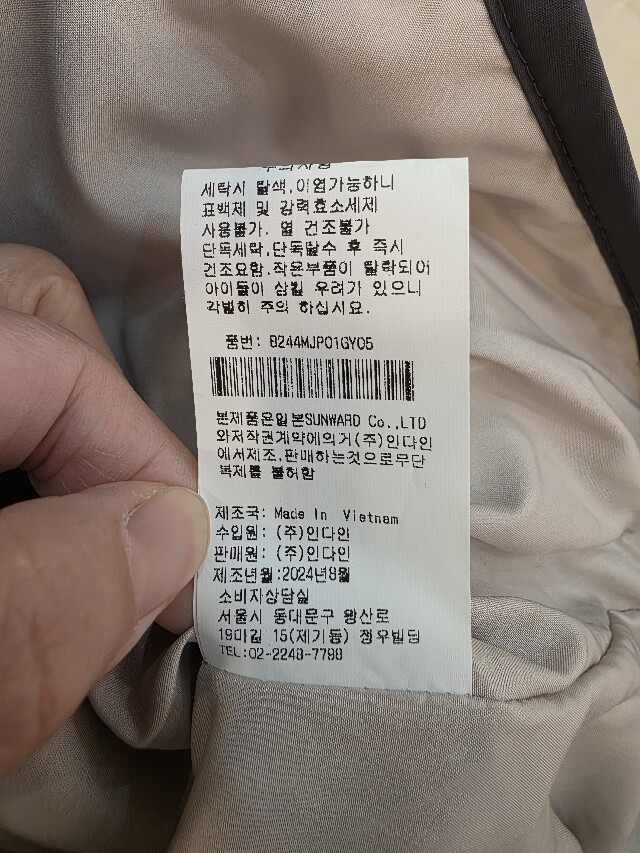 주의사항
세탁시 탈색,이염가능하니
표백제 및 강력효소세제
사용불가. 열 건조불가
단독세탁,단독탈수 후 즉시
건조요함.작은부품이 탈락되어
아이들이 삼킬 우려가 있으니
각별히 주의 하십시요.
품번: B244MJP01GY05
본제품은일본SUNWARD Co.,LTD
와저작권계약에의거(주)인다인
에서제조,판매하는것으로무단
복제를 불허함
제조국: Made In Vietnam
수입원: (주)인다인
판매원: (주)인다인
제조년월:2024년8월
소비자상담실
서울시 동대문구 왕산로
19마길 15(제기동) 정우빌딩
TEL:02-2248-7798